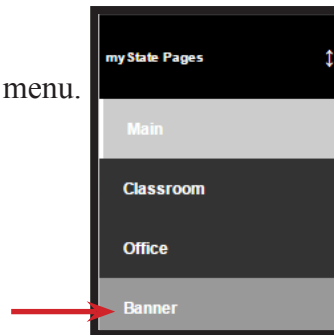 myState Pages
menu.
Main
Classroom
Office
Banner